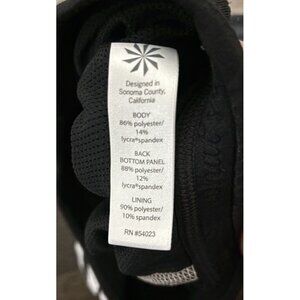 Designed in
Sonoma County,
California
BODY
86% polyester/
14%
lycra®spandex
BACK
BOTTOM PANEL
88% polyester/
12%
lycra®spandex
LINING
90% polyester/
10% spandex
RN #54023